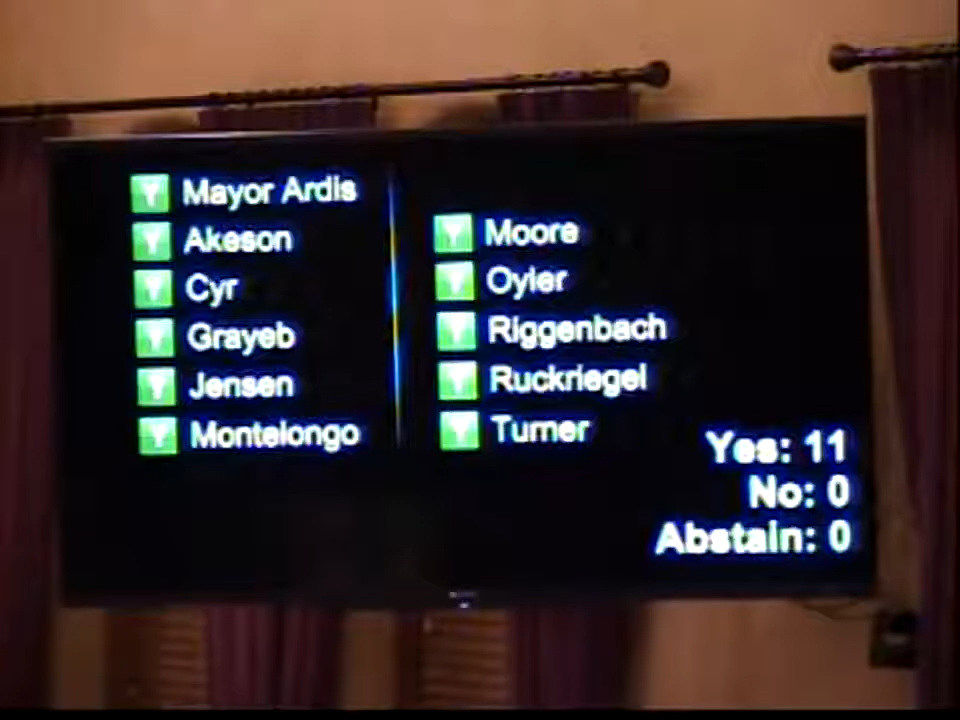 Y Mayor Ardis
Y Akeson
Y Cyr
Y Grayeb
Y Jensen
Y Montelongo
Y Moore
Y Oyler
Y Riggenbach
Y Ruckriegel
Y Turner
Yes: 11
No: 0
Abstain: 0